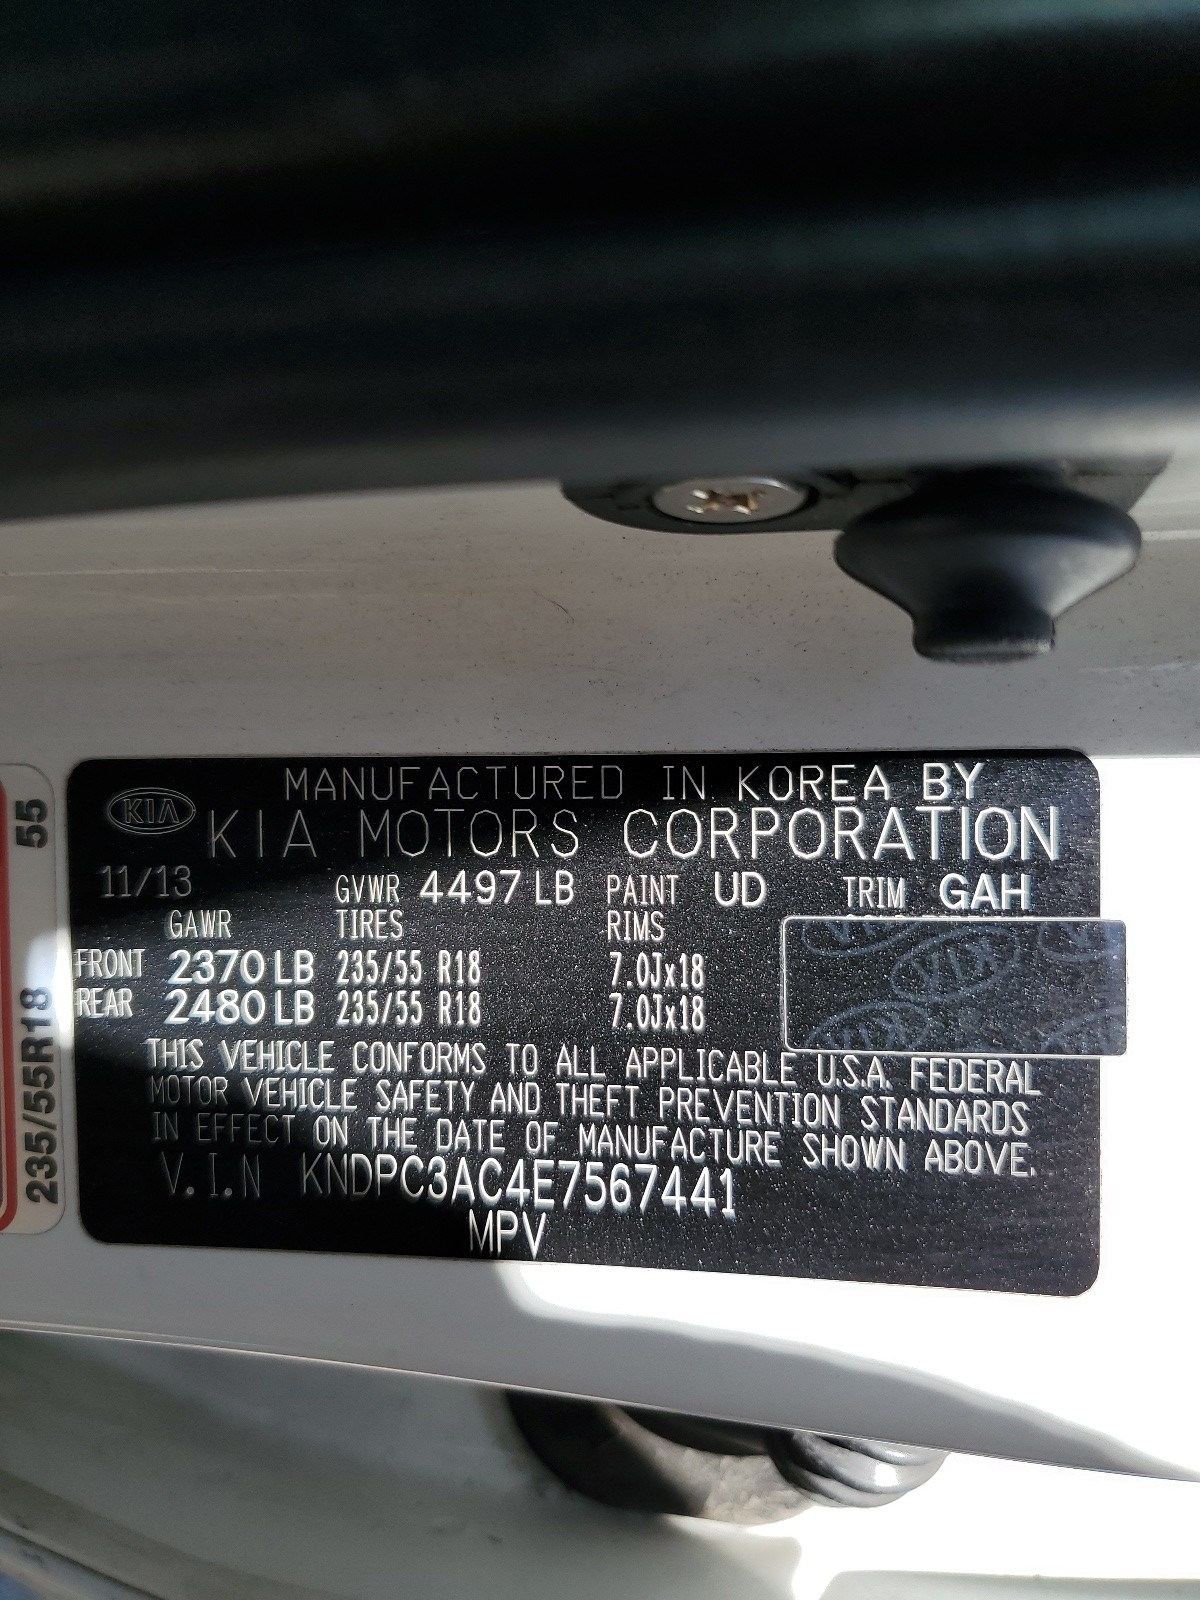 MANUFACTURED IN KOREA BY
KIA
KIA MOTORS CORPORATION
11/13 GVWR 4497 LB PAINT UD TRIM GAH
GAWR TIRES RIMS
FRONT 2370 LB 235/55 R18 7.0Jx18
REAR 2480 LB 235/55 R18 7.0Jx18
THIS VEHICLE CONFORMS TO ALL APPLICABLE U.S.A. FEDERAL
MOTOR VEHICLE SAFETY AND THEFT PREVENTION STANDARDS
IN EFFECT ON THE DATE OF MANUFACTURE SHOWN ABOVE.
V.I.N KNDPC3AC4E7567441
MPV
KIA
KIA
235/55R18 55